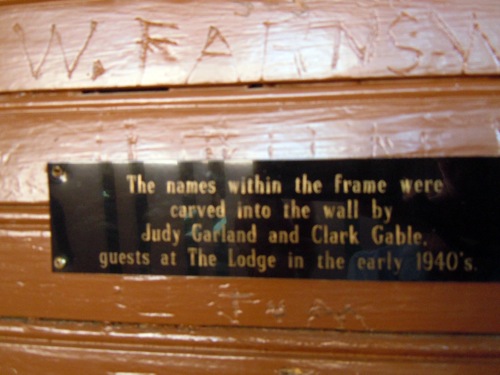 The names within the frame were
carved into the wall by
Judy Garland and Clark Gable.
guests at The Lodge in the early 1940's.